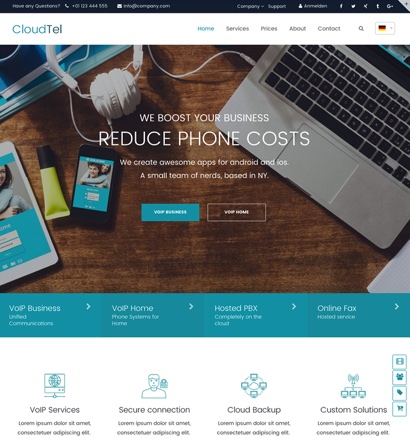 Have any Questions? +01 123 444 555 info@company.com Company Support Anmelden
CloudTel Home Services Prices About Contact
WE BOOST YOUR BUSINESS
REDUCE PHONE COSTS
We create awesome apps for android and ios.
A small team of nerds, based in NY.
VOIP BUSINESS VOIP HOME
VoIP Business VoIP Home Hosted PBX Online Fax
Unified Phone Systems for Completely on the Hosted service
Communications Home cloud
VoIP Services Secure connection Cloud Backup Custom Solutions
Lorem ipsum dolor sit amet, Lorem ipsum dolor sit amet, Lorem ipsum dolor sit amet, Lorem ipsum dolor sit amet,
consectetuer adipiscing elit. consectetuer adipiscing elit. consectetuer adipiscing elit. consectetuer adipiscing elit.